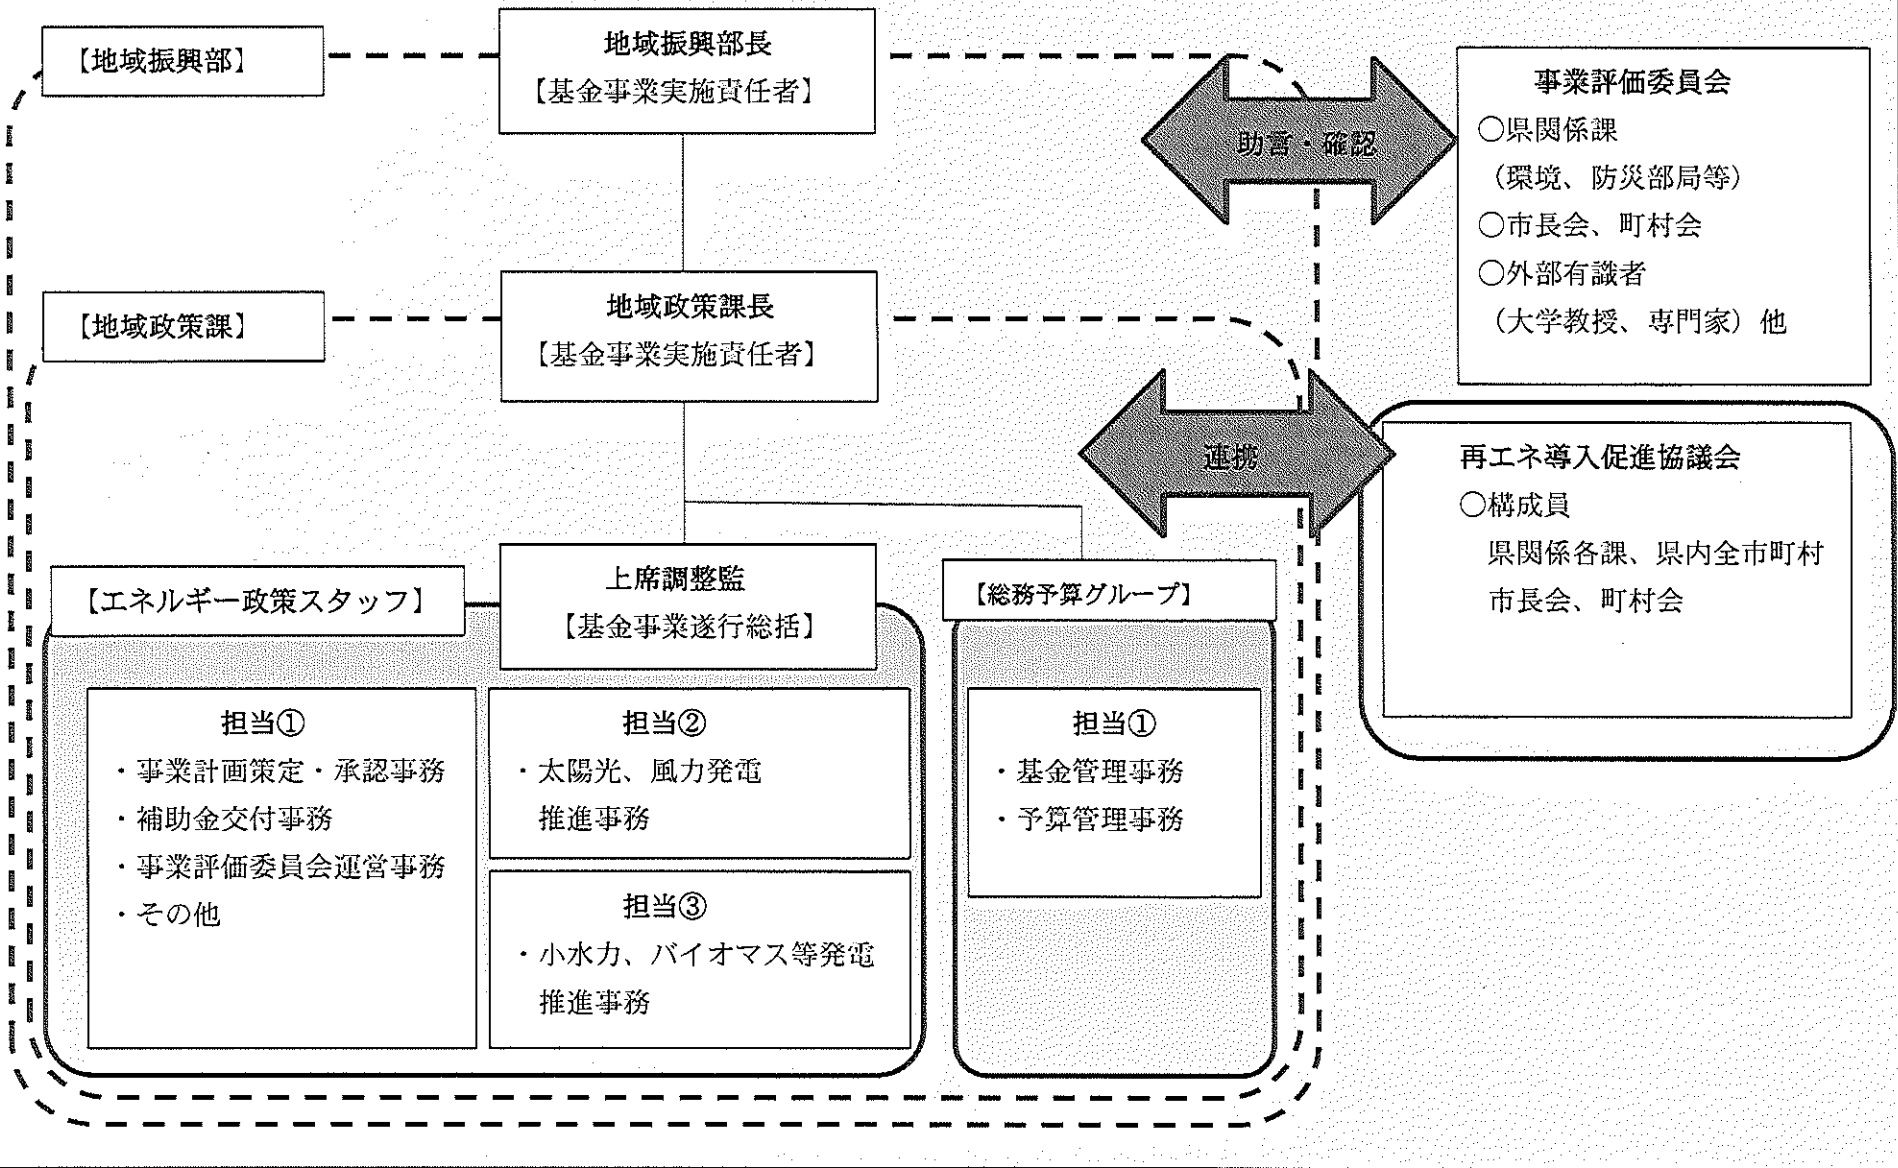 【地域振興部】
地域振興部長
【基金事業実施責任者】
助言・確認
事業評価委員会
○県関係課
（環境、防災部局等）
○市長会、町村会
○外部有識者
（大学教授、専門家）他
【地域政策課】
地域政策課長
【基金事業実施責任者】
連携
再エネ導入促進協議会
○構成員
県関係各課、県内全市町村
市長会、町村会
【エネルギー政策スタッフ】
上席調整監
【基金事業遂行総括】
担当①
・事業計画策定・承認事務
・補助金交付事務
・事業評価委員会運営事務
・その他
担当②
・太陽光、風力発電
推進事務
担当③
・小水力、バイオマス等発電
推進事務
【総務予算グループ】
担当①
・基金管理事務
・予算管理事務